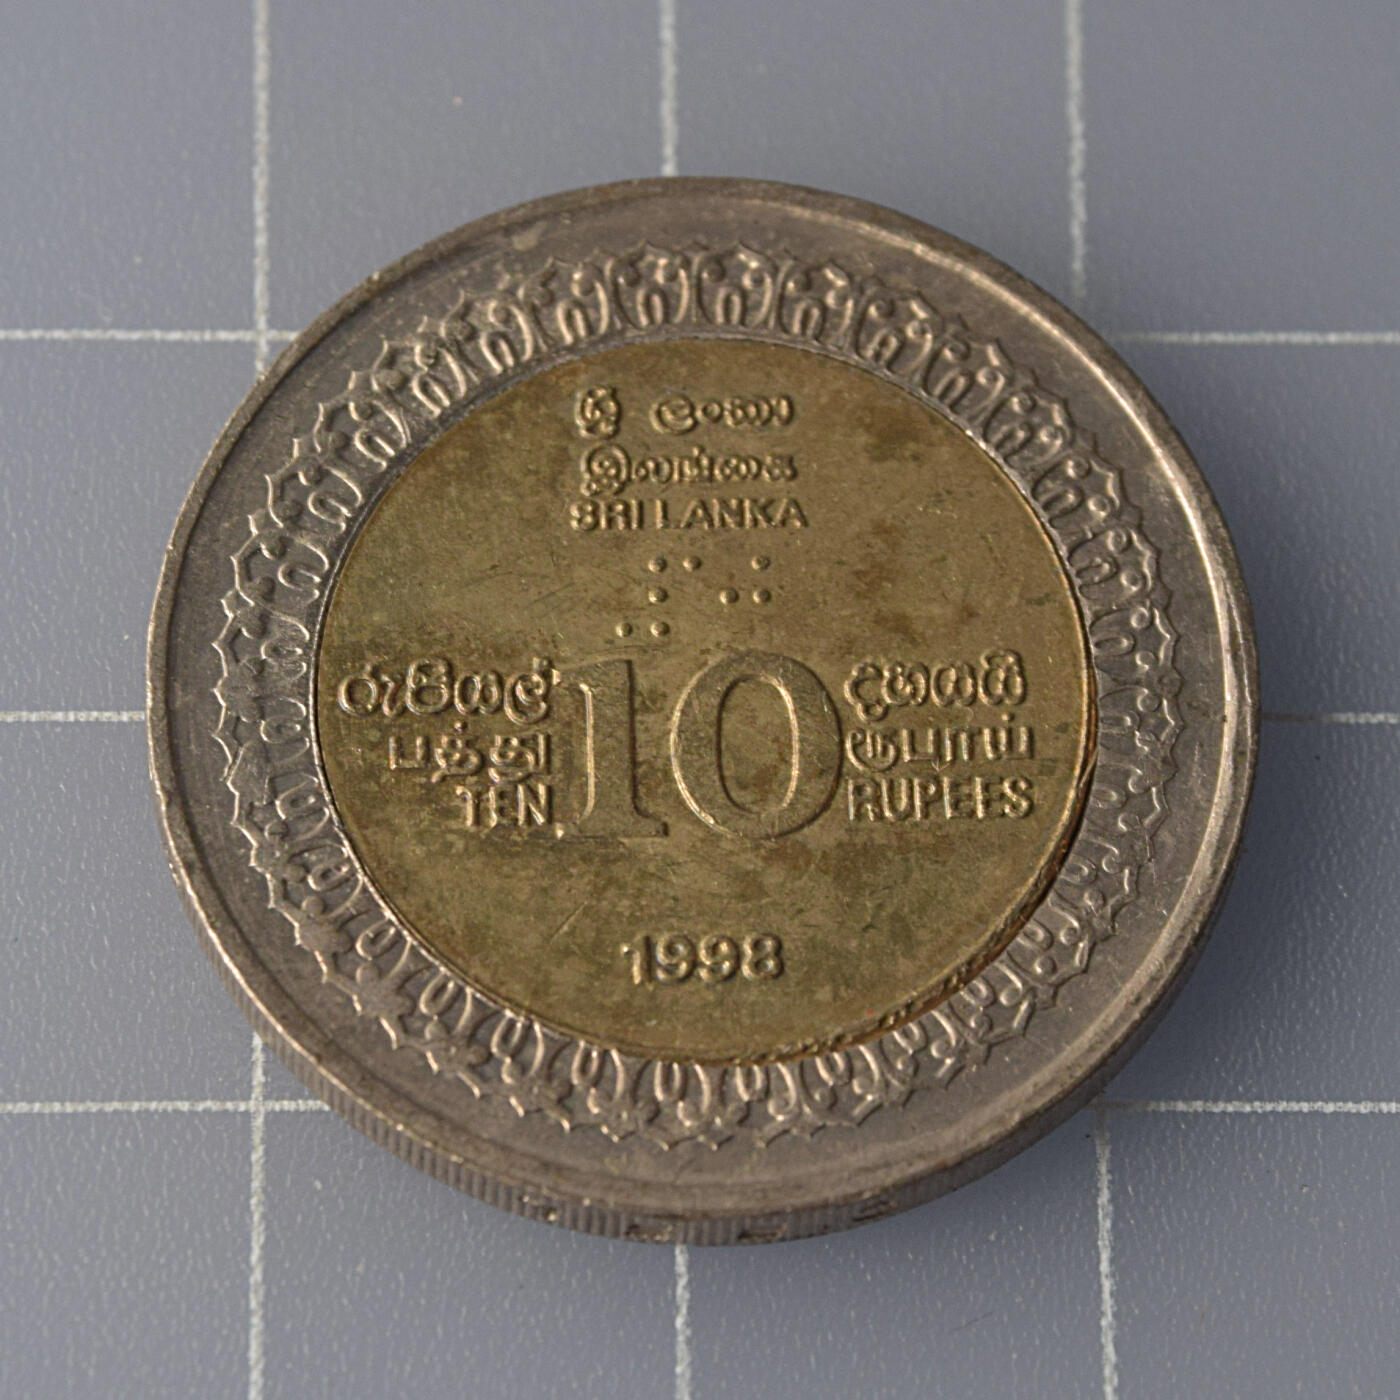 ශ්‍රී ලංකා
இலங்கை
SRI LANKA
රුපියල් 10 දහයයි
பத்து ரூபாய்
TEN RUPEES
1998